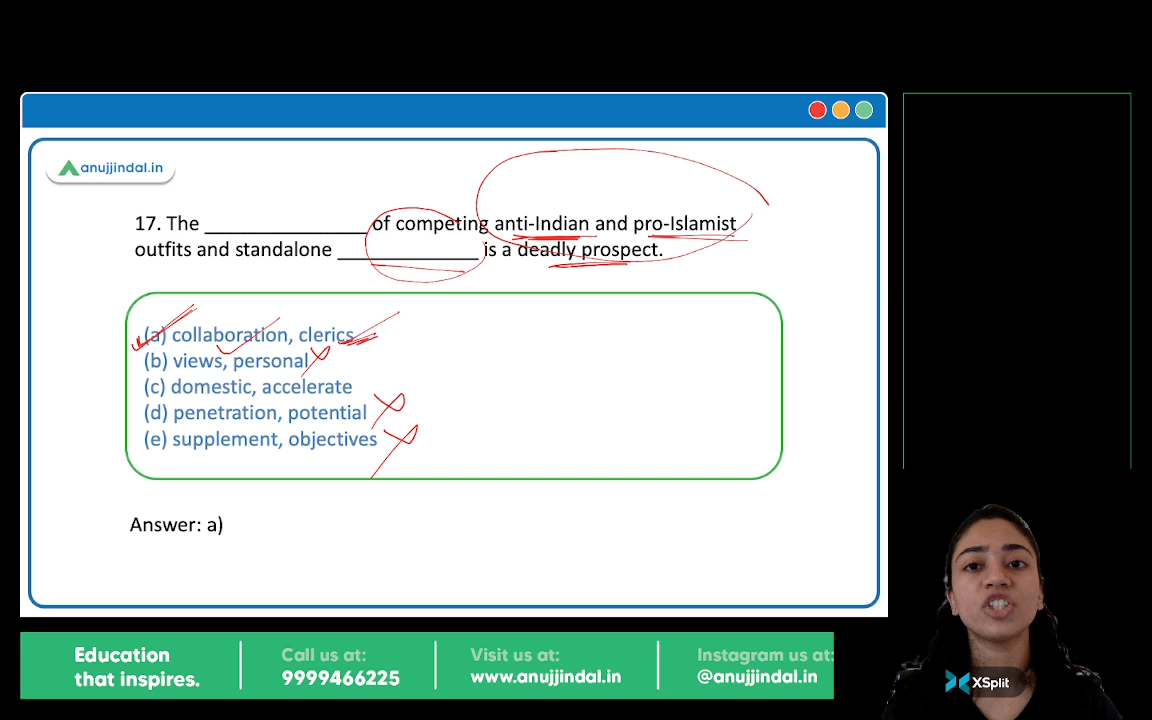 anujjindal.in
17. The _________________ of competing anti-Indian and pro-Islamist
outfits and standalone _______________ is a deadly prospect.
(a) collaboration, clerics
(b) views, personal
(c) domestic, accelerate
(d) penetration, potential
(e) supplement, objectives
Answer: a)
Education
that inspires.
Call us at:
9999466225
Visit us at:
www.anujjindal.in
Instagram us at:
@anujjindal.in
XSplit